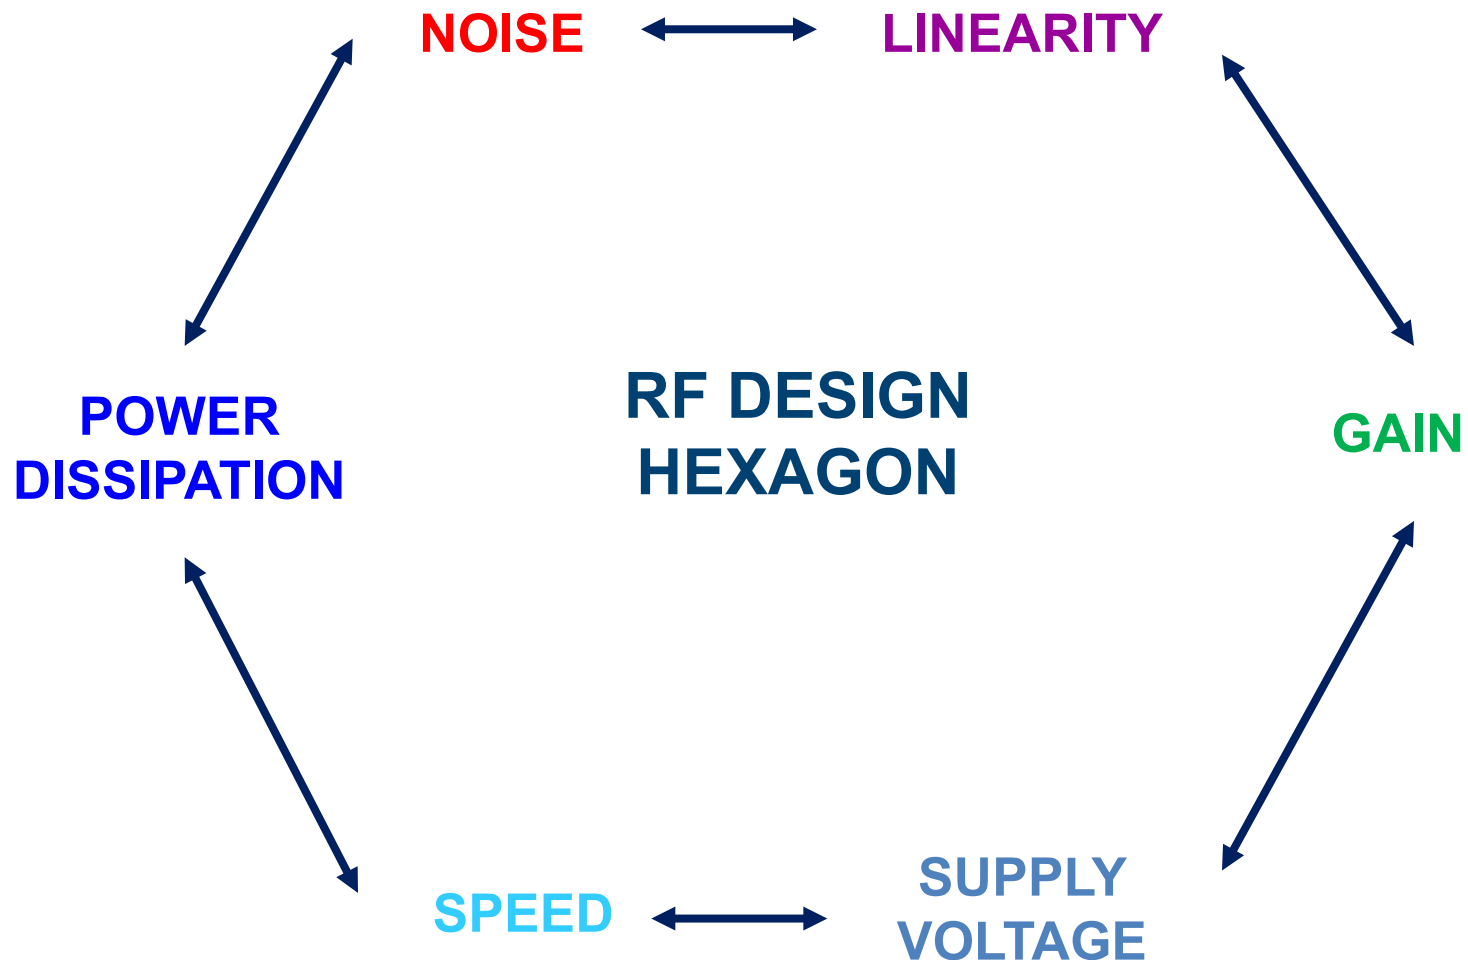 NOISE
LINEARITY
RF DESIGN
HEXAGON
POWER
DISSIPATION
GAIN
SPEED
SUPPLY
VOLTAGE